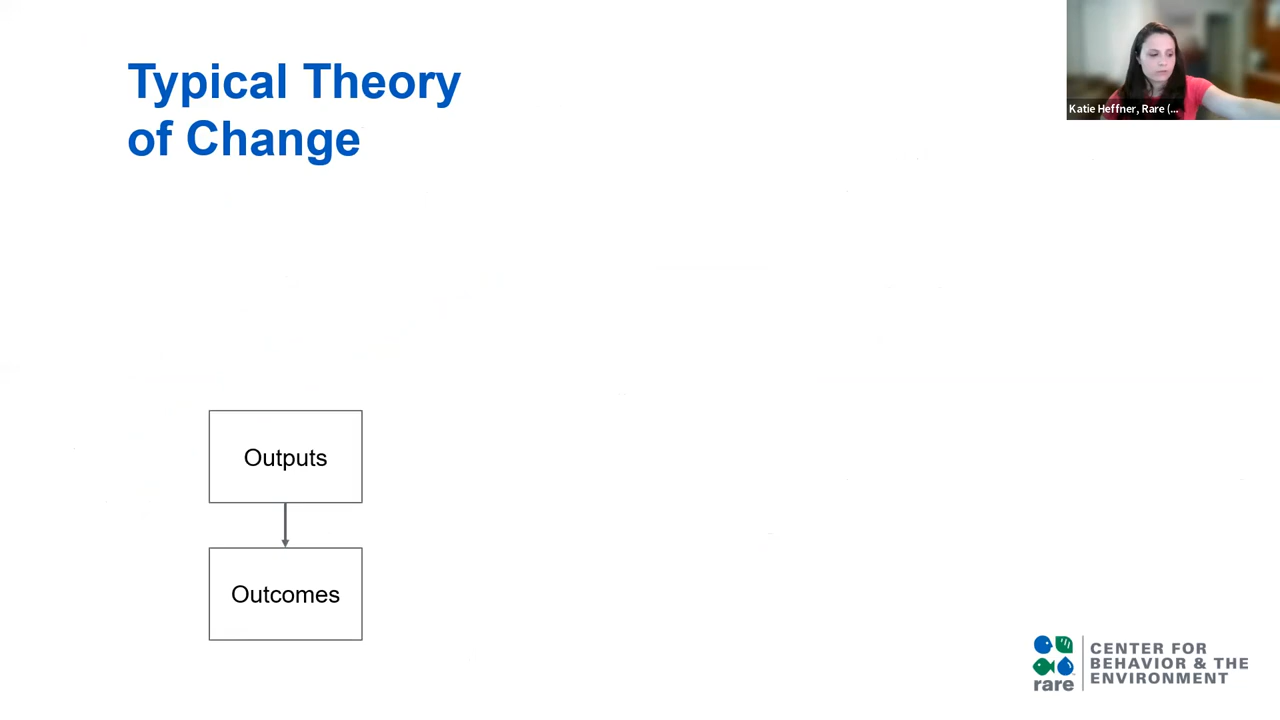 Typical Theory
of Change
Katie Heffner, Rare (...
Outputs
Outcomes
rare
CENTER FOR
BEHAVIOR & THE
ENVIRONMENT